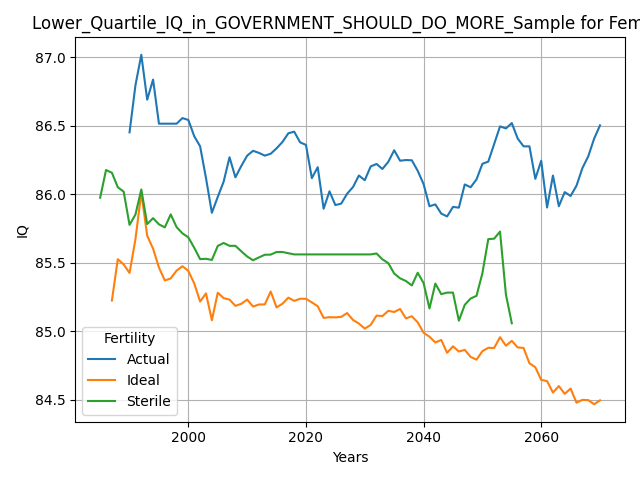 Lower_Quartile_IQ_in_GOVERNMENT_SHOULD_DO_MORE_Sample for Fem
87.0
86.5
86.0
85.5
85.0
84.5
IQ
Fertility
Actual
Ideal
Sterile
2000
2020
2040
2060
Years